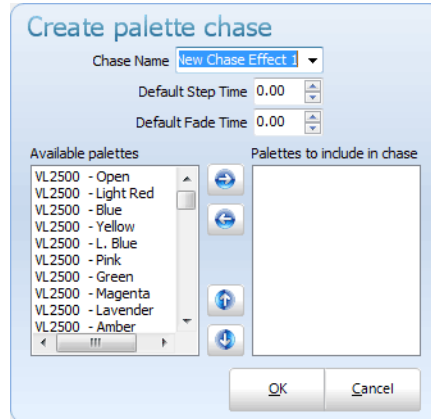 Create palette chase
Chase Name New Chase Effect 1
Default Step Time 0.00
Default Fade Time 0.00
Available palettes
Palettes to include in chase
VL2500 - Open
VL2500 - Light Red
VL2500 - Blue
VL2500 - Yellow
VL2500 - L. Blue
VL2500 - Pink
VL2500 - Green
VL2500 - Magenta
VL2500 - Lavender
VL2500 - Amber
OK Cancel